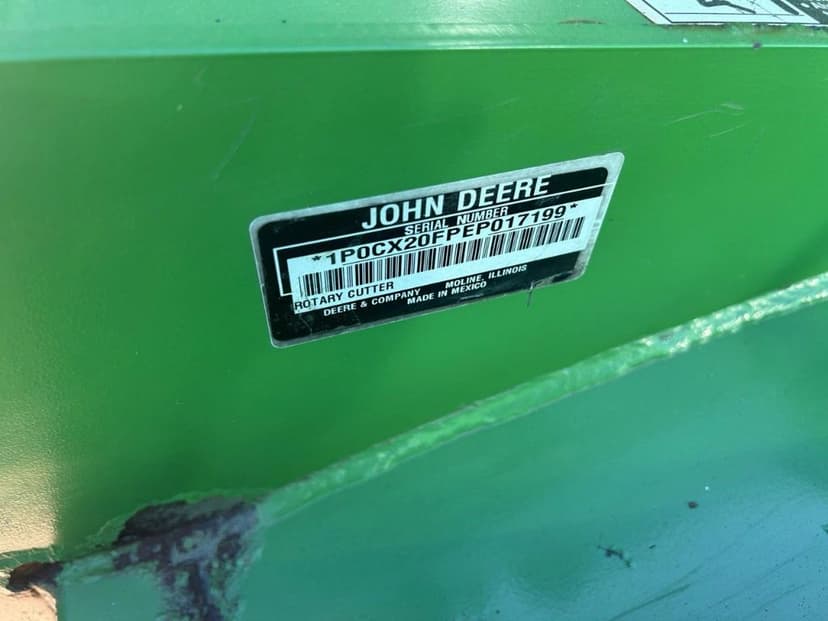 JOHN DEERE
SERIAL NUMBER
*1P0CX20FPEP017199*
ROTARY CUTTER
DEERE & COMPANY MOLINE, ILLINOIS
MADE IN MEXICO